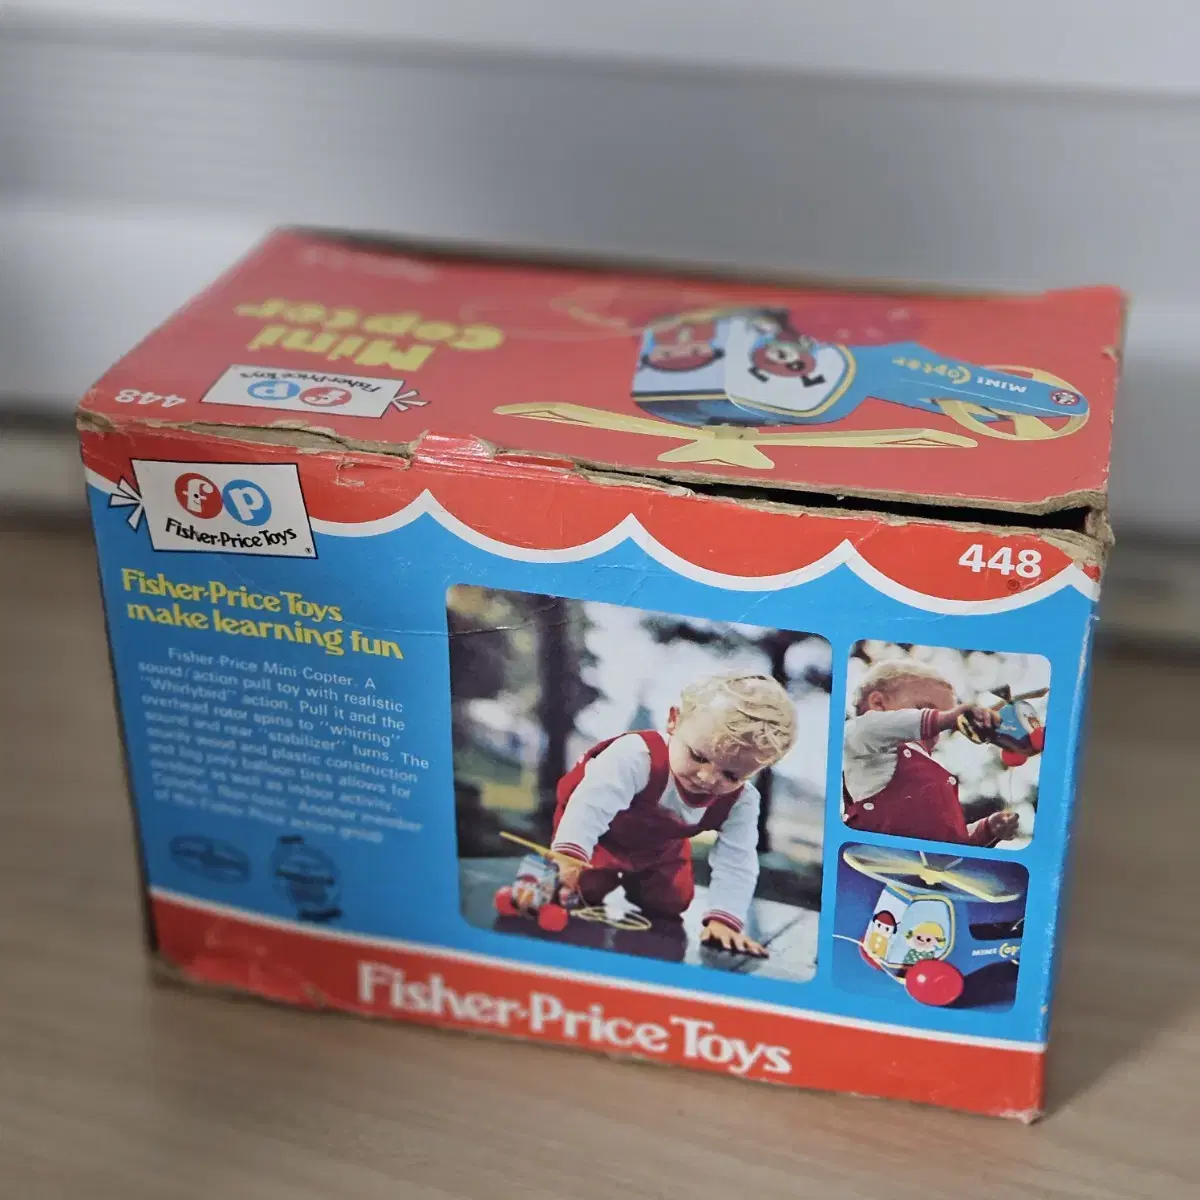 Mini
Copter
Fisher-Price Toys
fp
448
MINI Copter
fp
Fisher-Price Toys
®
448
Fisher-Price Toys
make learning fun
Fisher-Price Mini-Copter. A
sound/action pull toy with realistic
"Whirlybird" action. Pull it and the
overhead rotor spins to "whirring"
sound and rear "stabilizer" turns. The
sturdy wood and plastic construction
and big poly balloon tires allows for
outdoor as well as indoor activity.
Colorful. Non-toxic. Another member
of the Fisher-Price action group
MINI Cop
Fisher-Price Toys